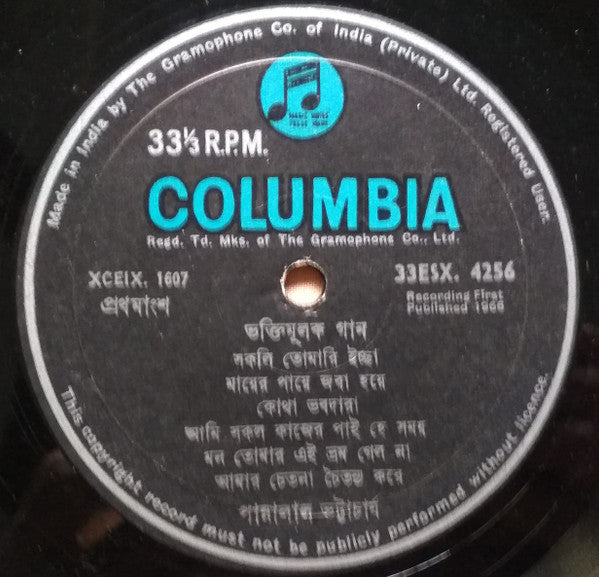 Made in India by The Gramophone Co. of India (Private) Ltd. Registered User.
33⅓ R.P.M.
COLUMBIA
Regd. Td. Mks. of The Gramophone Co., Ltd.
XCEIX. 1607
33ESX. 4256
প্রথমাংশ
Recording First
Published 1966
ভক্তিমূলক গান
সকলি তোমারি ইচ্ছা
মায়ের পায়ে জবা হয়ে
কোথা ভবদারা
আমি সকল কাজের পাই হে সময়
মন তোমার এই ভ্রম গেল না
আমার চেতনা চৈতন্য করে
পান্নালাল ভট্টাচার্য
This copyright record must not be publicly performed without licence.